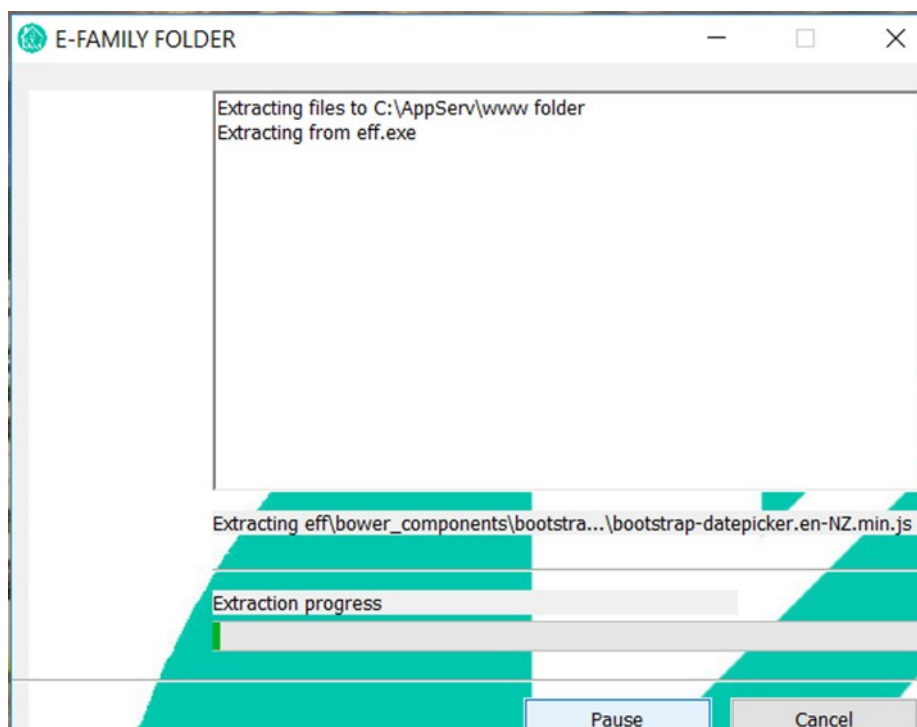 E-FAMILY FOLDER
Extracting files to C:\AppServ\www folder
Extracting from eff.exe
Extracting eff\bower_components\bootstra...\bootstrap-datepicker.en-NZ.min.js
Extraction progress
Pause
Cancel